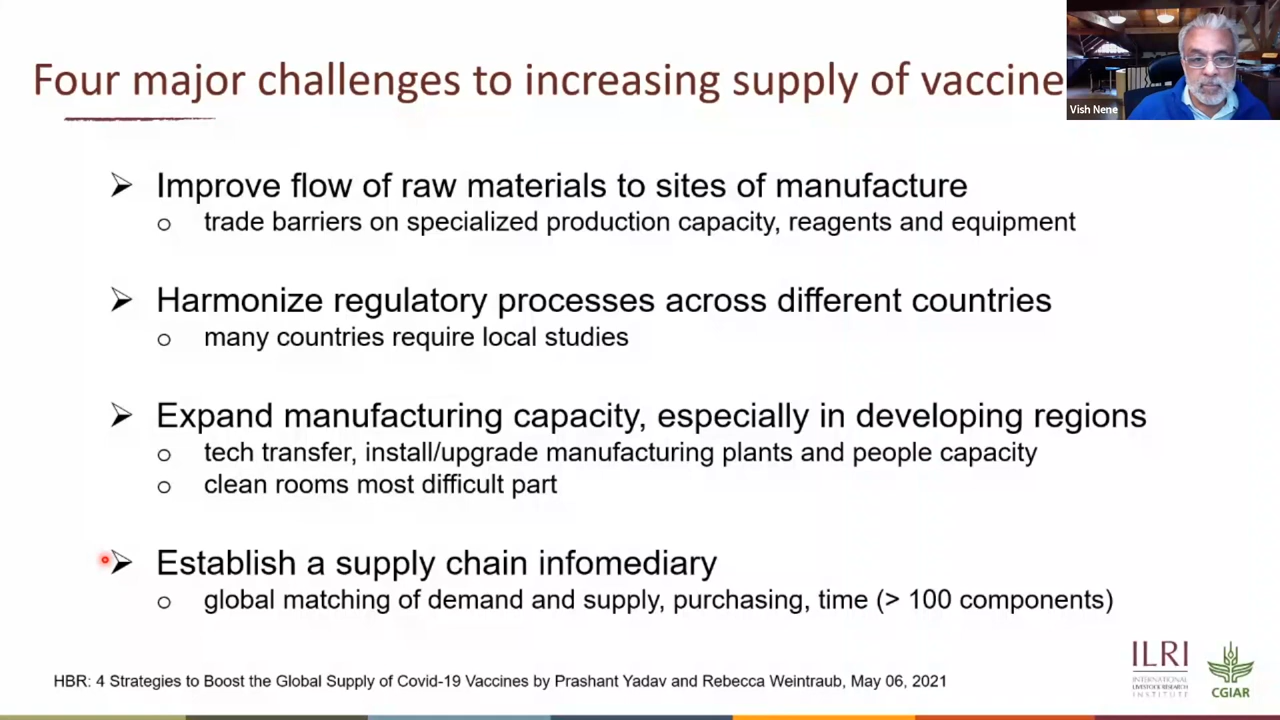 Four major challenges to increasing supply of vaccine
Vish Nene
➢ Improve flow of raw materials to sites of manufacture
o trade barriers on specialized production capacity, reagents and equipment
➢ Harmonize regulatory processes across different countries
o many countries require local studies
➢ Expand manufacturing capacity, especially in developing regions
o tech transfer, install/upgrade manufacturing plants and people capacity
o clean rooms most difficult part
➢ Establish a supply chain infomediary
o global matching of demand and supply, purchasing, time (> 100 components)
HBR: 4 Strategies to Boost the Global Supply of Covid-19 Vaccines by Prashant Yadav and Rebecca Weintraub, May 06, 2021
ILRI
INTERNATIONAL
LIVESTOCK RESEARCH
INSTITUTE
CGIAR